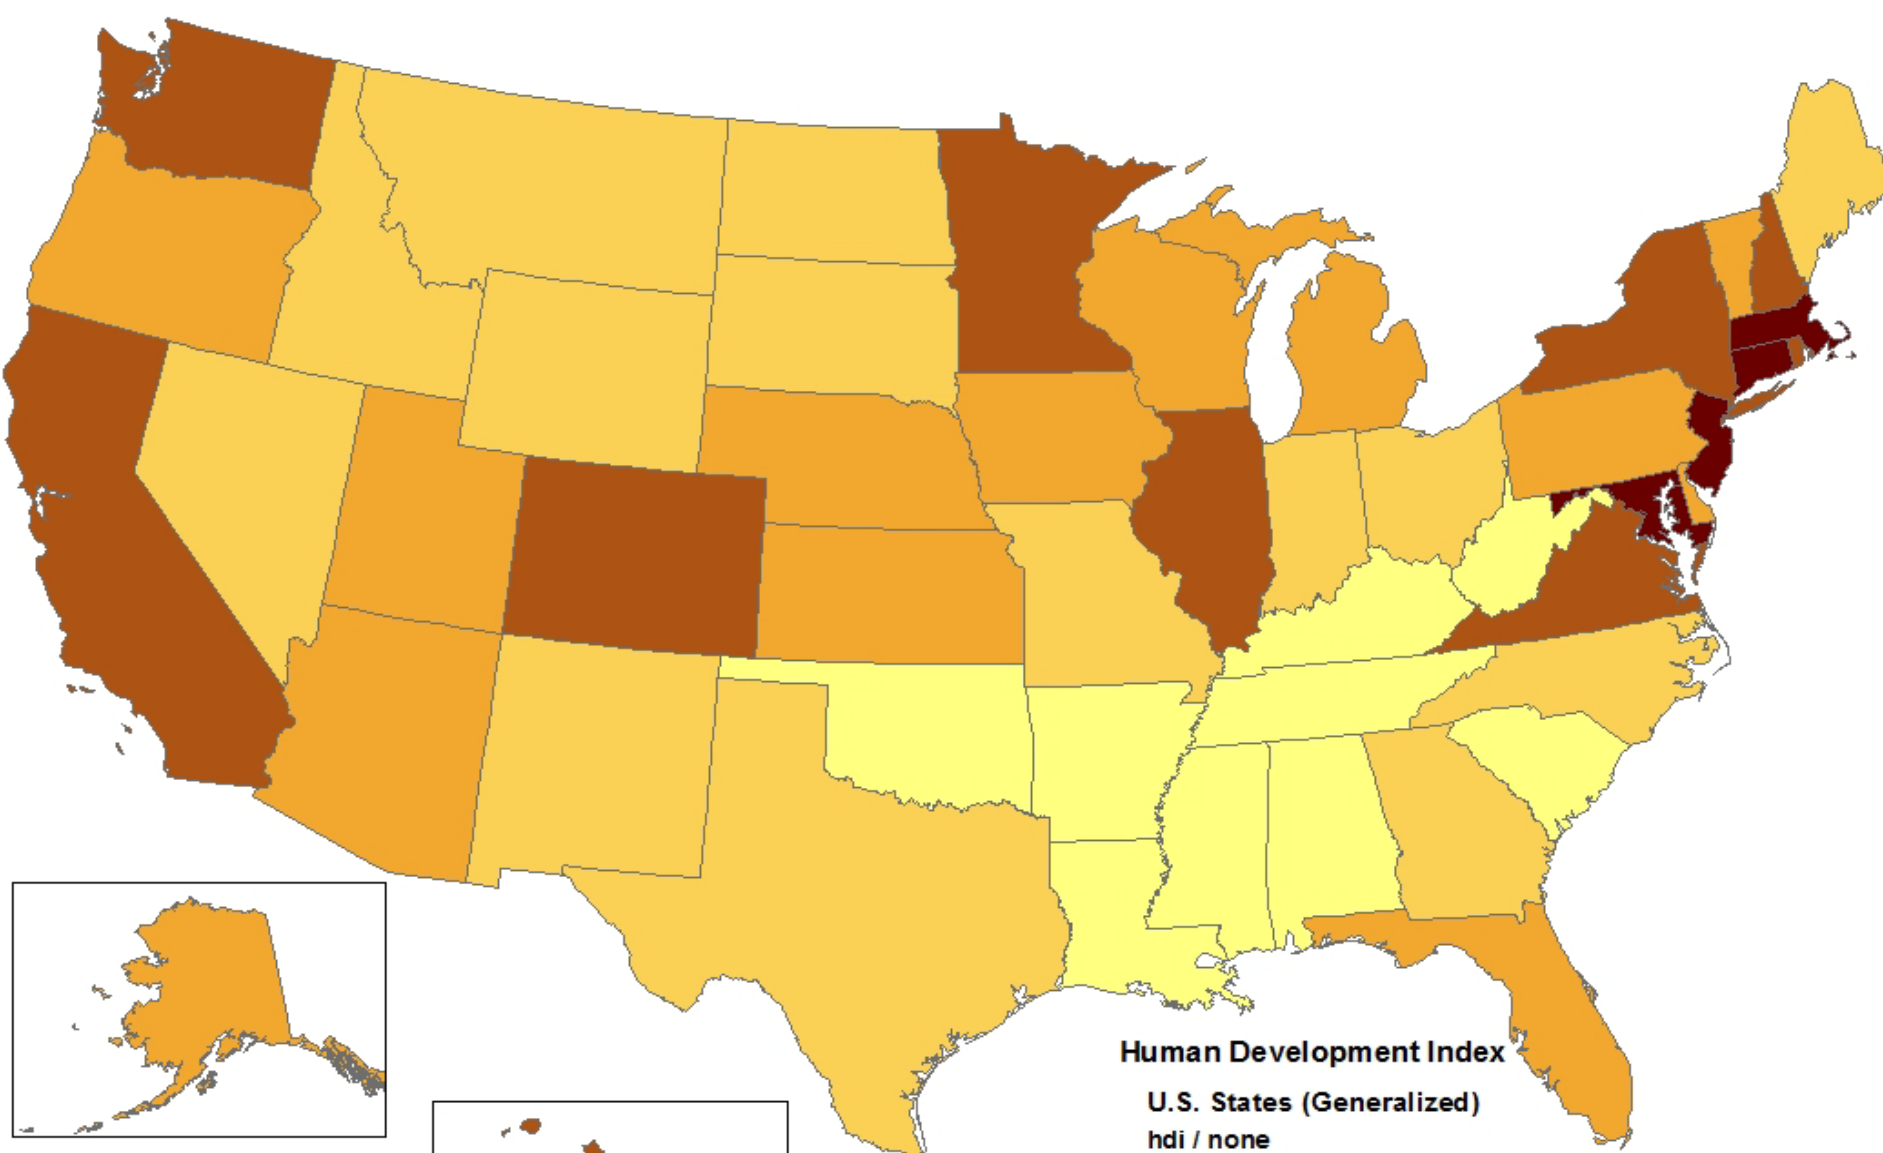 Human Development Index
U.S. States (Generalized)
hdi / none